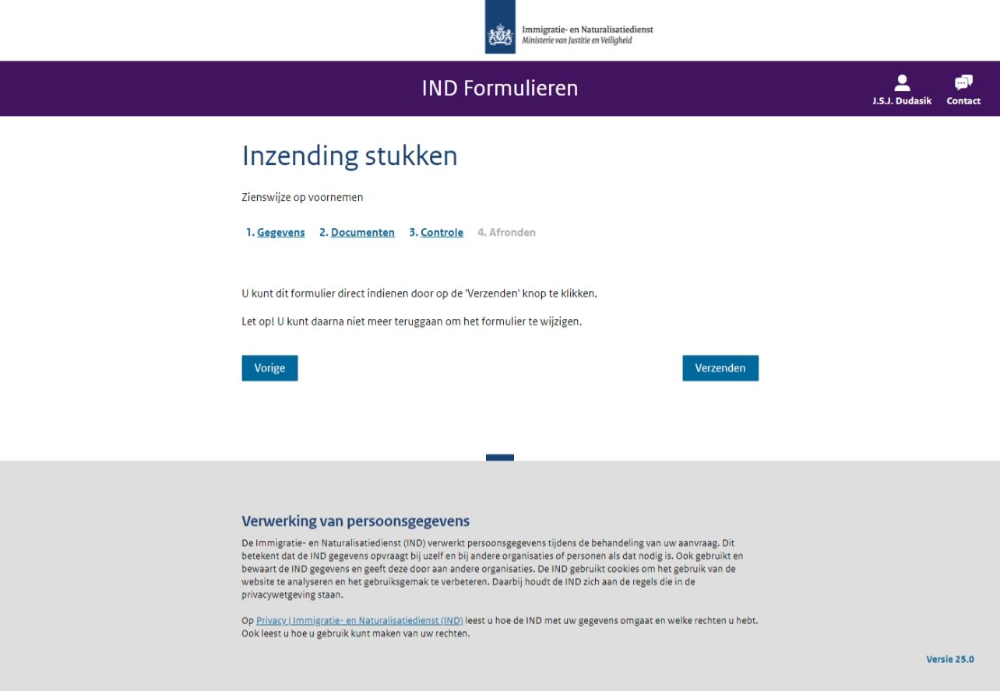 Immigratie- en Naturalisatiedienst
Ministerie van Justitie en Veiligheid
IND Formulieren
J.S.J. Dudasik
Contact
Inzending stukken
Zienswijze op voornemen
1. Gegevens 2. Documenten 3. Controle 4. Afronden
U kunt dit formulier direct indienen door op de 'Verzenden' knop te klikken.
Let op! U kunt daarna niet meer teruggaan om het formulier te wijzigen.
Vorige
Verzenden
Verwerking van persoonsgegevens
De Immigratie- en Naturalisatiedienst (IND) verwerkt persoonsgegevens tijdens de behandeling van uw aanvraag. Dit
betekent dat de IND gegevens opvraagt bij uzelf en bij andere organisaties of personen als dat nodig is. Ook gebruikt en
bewaart de IND gegevens en geeft deze door aan andere organisaties. De IND gebruikt cookies om het gebruik van de
website te analyseren en het gebruiksgemak te verbeteren. Daarbij houdt de IND zich aan de regels die in de
privacywetgeving staan.
Op Privacy | Immigratie- en Naturalisatiedienst (IND) leest u hoe de IND met uw gegevens omgaat en welke rechten u hebt.
Ook leest u hoe u gebruik kunt maken van uw rechten.
Versie 25.0